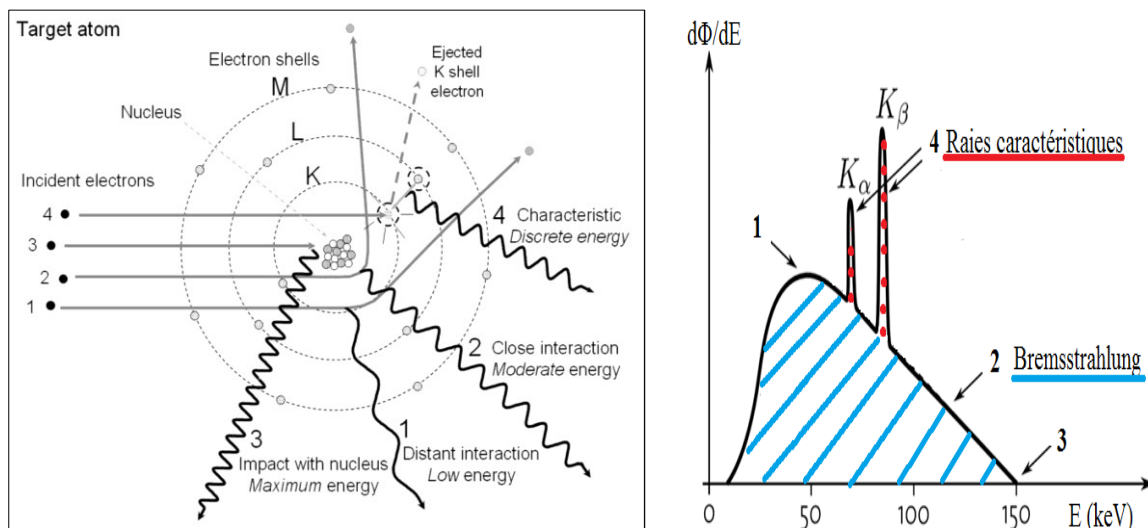 Target atom
Electron shells
M
Ejected
K shell
electron
Nucleus
L
K
Incident electrons
4
3
2
1
4
Characteristic
Discrete energy
2
Close interaction
Moderate energy
1
Distant interaction
Low energy
3
Impact with nucleus
Maximum energy
dΦ/dE
Kβ
4 Raies caractéristiques
Kα
1
2 Bremsstrahlung
3
0
50
100
150
E (keV)